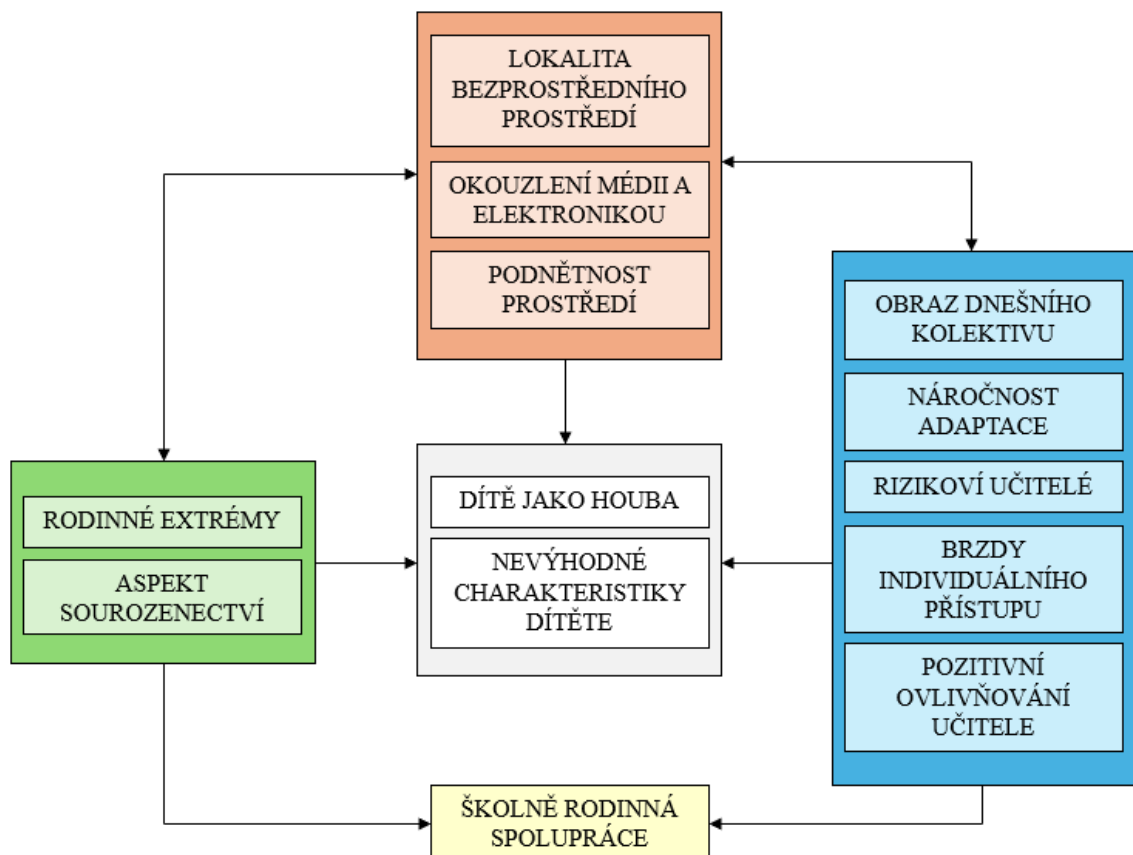 LOKALITA
BEZPROSTŘEDNÍHO
PROSTŘEDÍ
OKOUZLENÍ MÉDII A
ELEKTRONIKOU
PODNĚTNOST
PROSTŘEDÍ
OBRAZ DNEŠNÍHO
KOLEKTIVU
NÁROČNOST
ADAPTACE
RIZIKOVÍ UČITELÉ
BRZDY
INDIVIDUÁLNÍHO
PŘÍSTUPU
POZITIVNÍ
OVLIVŇOVÁNÍ
UČITELE
DÍTĚ JAKO HOUBA
NEVÝHODNÉ
CHARAKTERISTIKY
DÍTĚTE
RODINNÉ EXTRÉMY
ASPEKT
SOUROZENECTVÍ
ŠKOLNĚ RODINNÁ
SPOLUPRÁCE